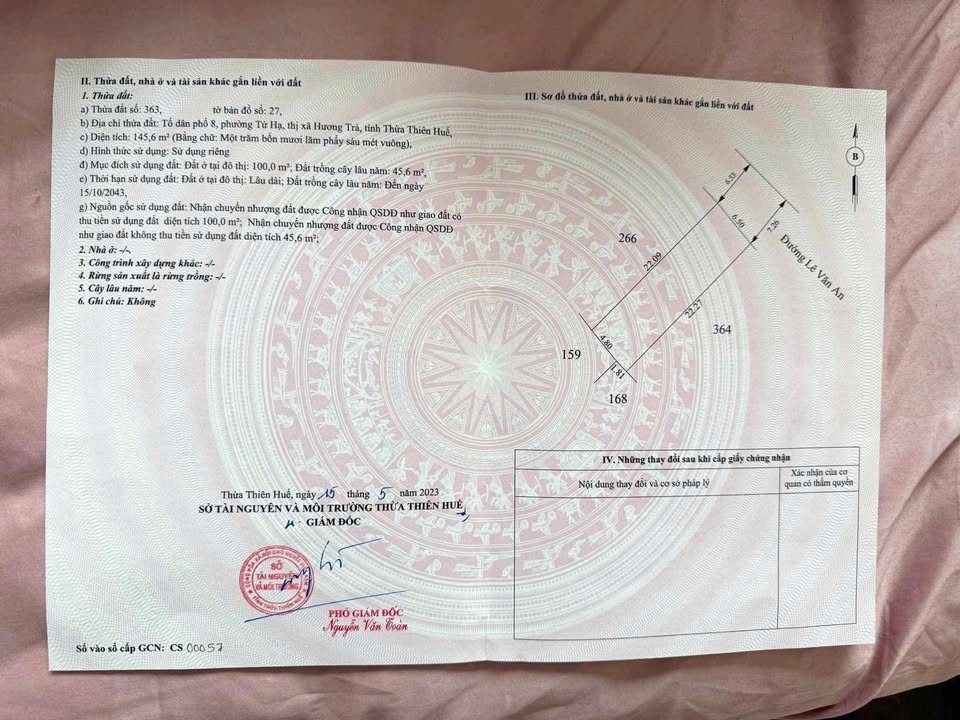 II. Thửa đất, nhà ở và tài sản khác gắn liền với đất
1. Thửa đất:
a) Thửa đất số: 363, tờ bản đồ số: 27,
b) Địa chỉ thửa đất: Tổ dân phố 8, phường Tứ Hạ, thị xã Hương Trà, tỉnh Thừa Thiên Huế,
c) Diện tích: 145,6 m² (Bằng chữ: Một trăm bốn mươi lăm phẩy sáu mét vuông),
d) Hình thức sử dụng: Sử dụng riêng
đ) Mục đích sử dụng đất: Đất ở tại đô thị: 100,0 m²; Đất trồng cây lâu năm: 45,6 m²,
e) Thời hạn sử dụng đất: Đất ở tại đô thị: Lâu dài; Đất trồng cây lâu năm: Đến ngày
15/10/2043,
g) Nguồn gốc sử dụng đất: Nhận chuyển nhượng đất được Công nhận QSDĐ như giao đất có
thu tiền sử dụng đất diện tích 100,0 m²; Nhận chuyển nhượng đất được Công nhận QSDĐ
như giao đất không thu tiền sử dụng đất diện tích 45,6 m²;
2. Nhà ở: -/-,
3. Công trình xây dựng khác: -/-
4. Rừng sản xuất là rừng trồng: -/-
5. Cây lâu năm: -/-
6. Ghi chú: Không
Thừa Thiên Huế, ngày 15 tháng 5 năm 2023
SỞ TÀI NGUYÊN VÀ MÔI TRƯỜNG THỪA THIÊN HUẾ
GIÁM ĐỐC
SỞ
TÀI NGUYÊN
VÀ MÔI TRƯỜNG
TỈNH THỪA THIÊN HUẾ
PHÓ GIÁM ĐỐC
Nguyễn Văn Toàn
Số vào sổ cấp GCN: CS 00057
III. Sơ đồ thửa đất, nhà ở và tài sản khác gắn liền với đất
B
6.53
6.50
7.26
Đường Lê Văn An
266
22.09
22.27
364
4.80
159
1.81
168
IV. Những thay đổi sau khi cấp giấy chứng nhận
Nội dung thay đổi và cơ sở pháp lý
Xác nhận của cơ
quan có thẩm quyền